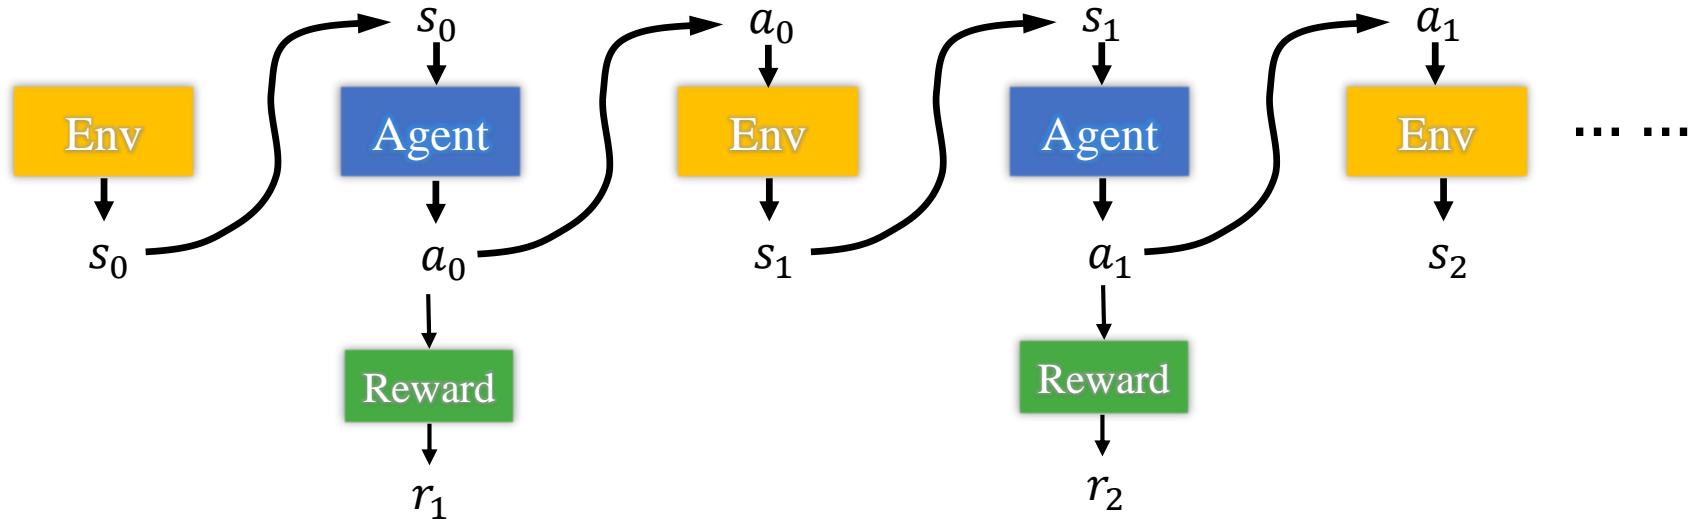 s₀ a₀ s₁ a₁
Env Agent Env Agent Env ... ...
s₀ a₀ s₁ a₁ s₂
Reward Reward
r₁ r₂